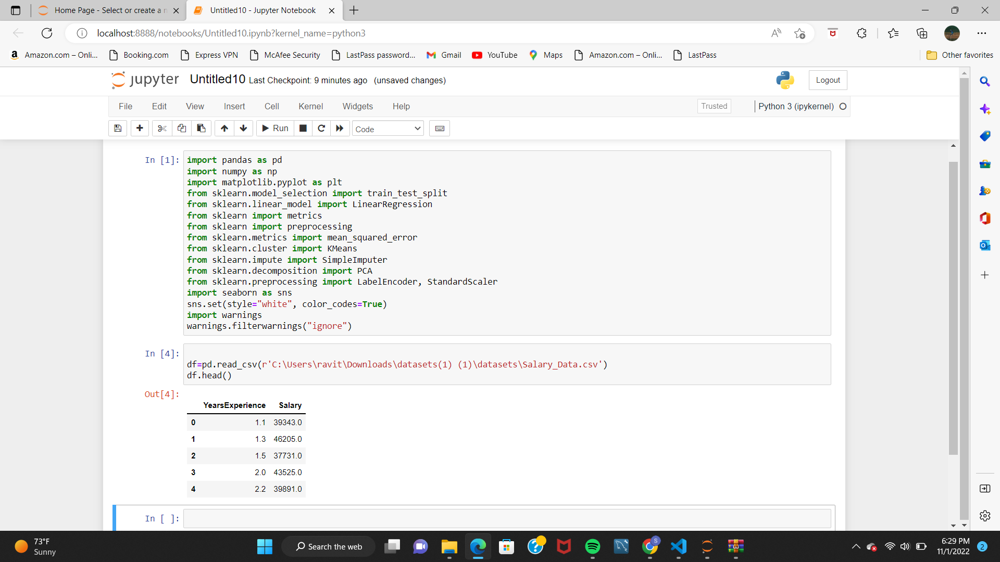 Home Page - Select or create a n
Untitled10 - Jupyter Notebook
localhost:8888/notebooks/Untitled10.ipynb?kernel_name=python3
Amazon.com – Onli...
Booking.com
Express VPN
McAfee Security
LastPass password...
Gmail
YouTube
Maps
Amazon.com – Onli...
LastPass
Other favorites
jupyter Untitled10 Last Checkpoint: 9 minutes ago (unsaved changes)
Logout
File Edit View Insert Cell Kernel Widgets Help
Trusted
Python 3 (ipykernel)
Run
Code
In [1]:
import pandas as pd
import numpy as np
import matplotlib.pyplot as plt
from sklearn.model_selection import train_test_split
from sklearn.linear_model import LinearRegression
from sklearn import metrics
from sklearn import preprocessing
from sklearn.metrics import mean_squared_error
from sklearn.cluster import KMeans
from sklearn.impute import SimpleImputer
from sklearn.decomposition import PCA
from sklearn.preprocessing import LabelEncoder, StandardScaler
import seaborn as sns
sns.set(style="white", color_codes=True)
import warnings
warnings.filterwarnings("ignore")
In [4]:
df=pd.read_csv(r'C:\Users\ravit\Downloads\datasets(1) (1)\datasets\Salary_Data.csv')
df.head()
Out[4]:
YearsExperience Salary
0 1.1 39343.0
1 1.3 46205.0
2 1.5 37731.0
3 2.0 43525.0
4 2.2 39891.0
In [ ]:
73°F
Sunny
Search the web
S
6:29 PM
11/1/2022
2